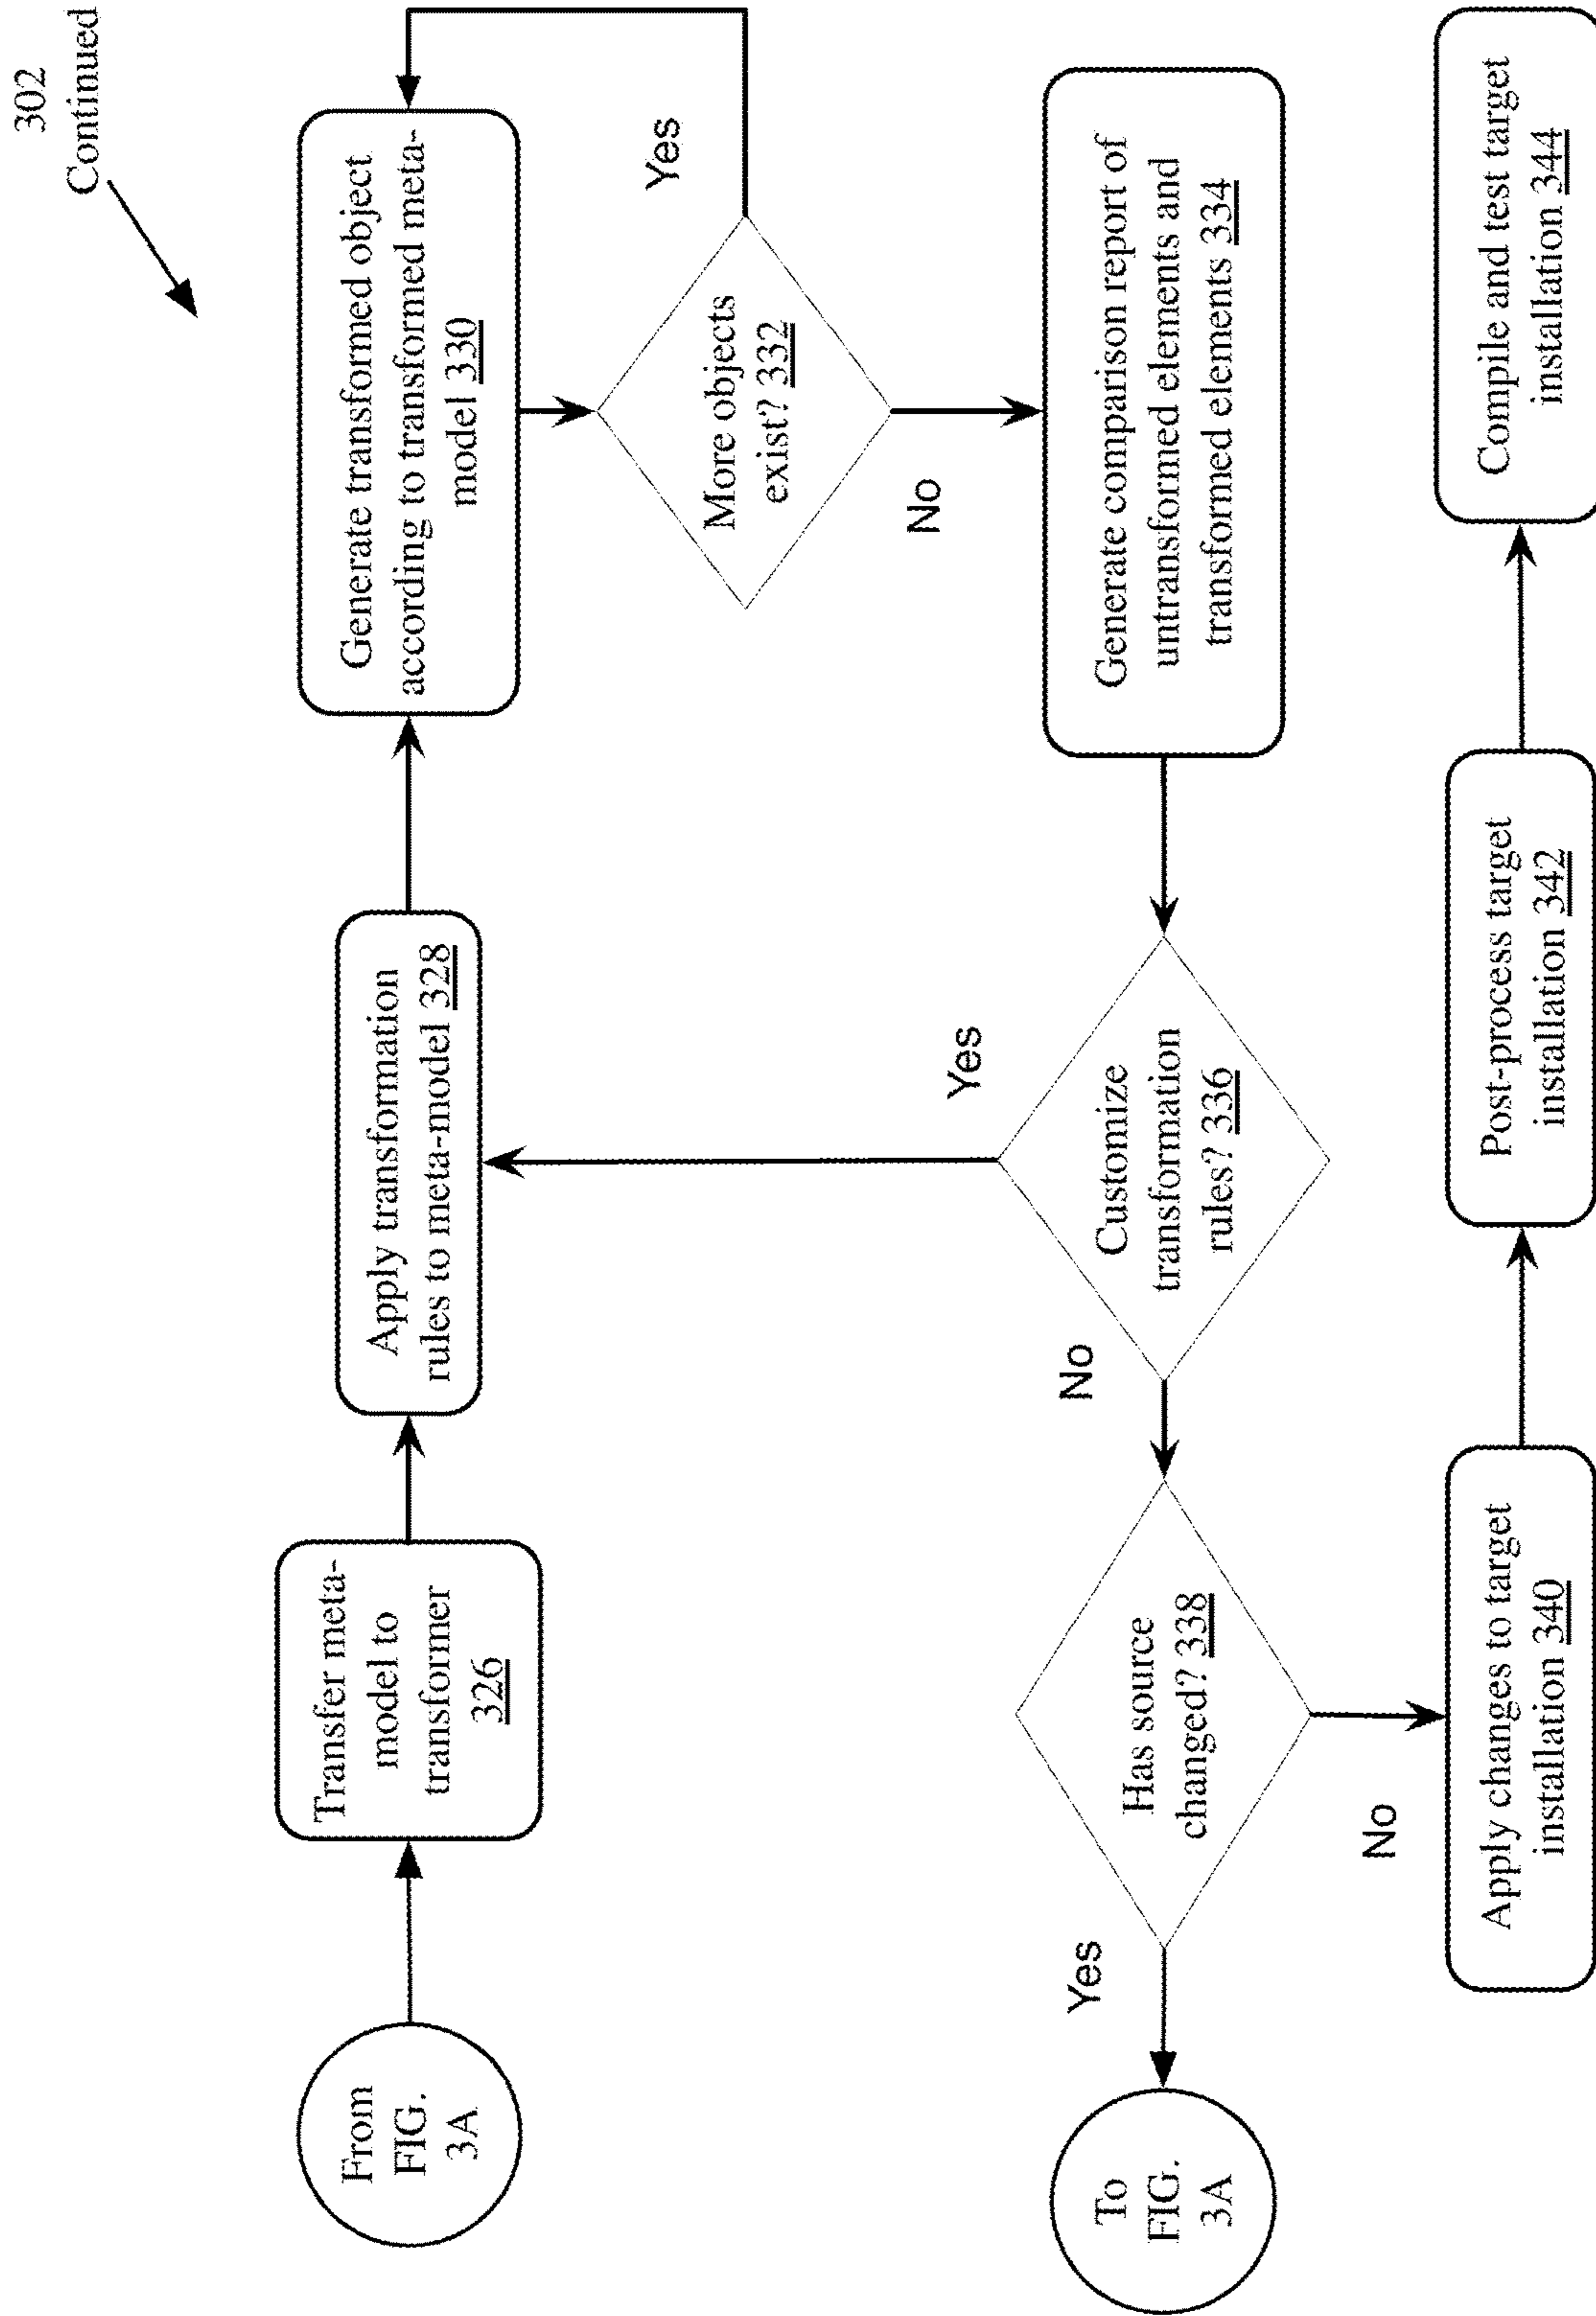 302
Continued
From
FIG.
3A
Transfer meta-
model to
transformer
326
Apply transformation
rules to meta-model 328
Generate transformed object
according to transformed meta-
model 330
More objects
exist? 332
Yes
No
Generate comparison report of
untransformed elements and
transformed elements 334
Customize
transformation
rules? 336
Yes
No
Has source
changed? 338
Yes
No
To
FIG.
3A
Apply changes to target
installation 340
Post-process target
installation 342
Compile and test target
installation 344